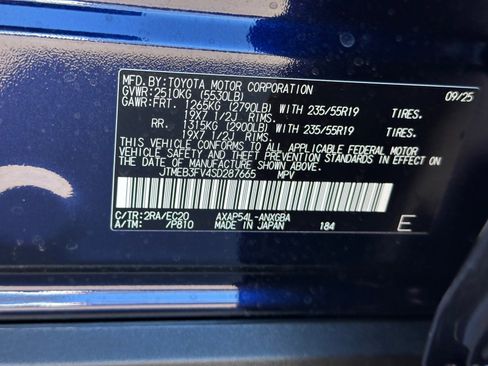 MFD.BY:TOYOTA MOTOR CORPORATION 09/25
GVWR:2510KG (5530LB)
GAWR:FRT. 1265KG (2790LB) WITH 235/55R19 TIRES.
19X7 1/2J RIMS.
RR. 1315KG (2900LB) WITH 235/55R19 TIRES.
19X7 1/2J RIMS.
THIS VEHICLE CONFORMS TO ALL APPLICABLE FEDERAL MOTOR
VEHICLE SAFETY AND THEFT PREVENTION STANDARDS IN EFFECT ON
THE DATE OF MANUFACTURE SHOWN ABOVE.
JTMEB3FV4SD287665 MPV
C/TR:2RA/EC20 AXAP54L-ANXGBA
A/TM: /P810 MADE IN JAPAN 184 E